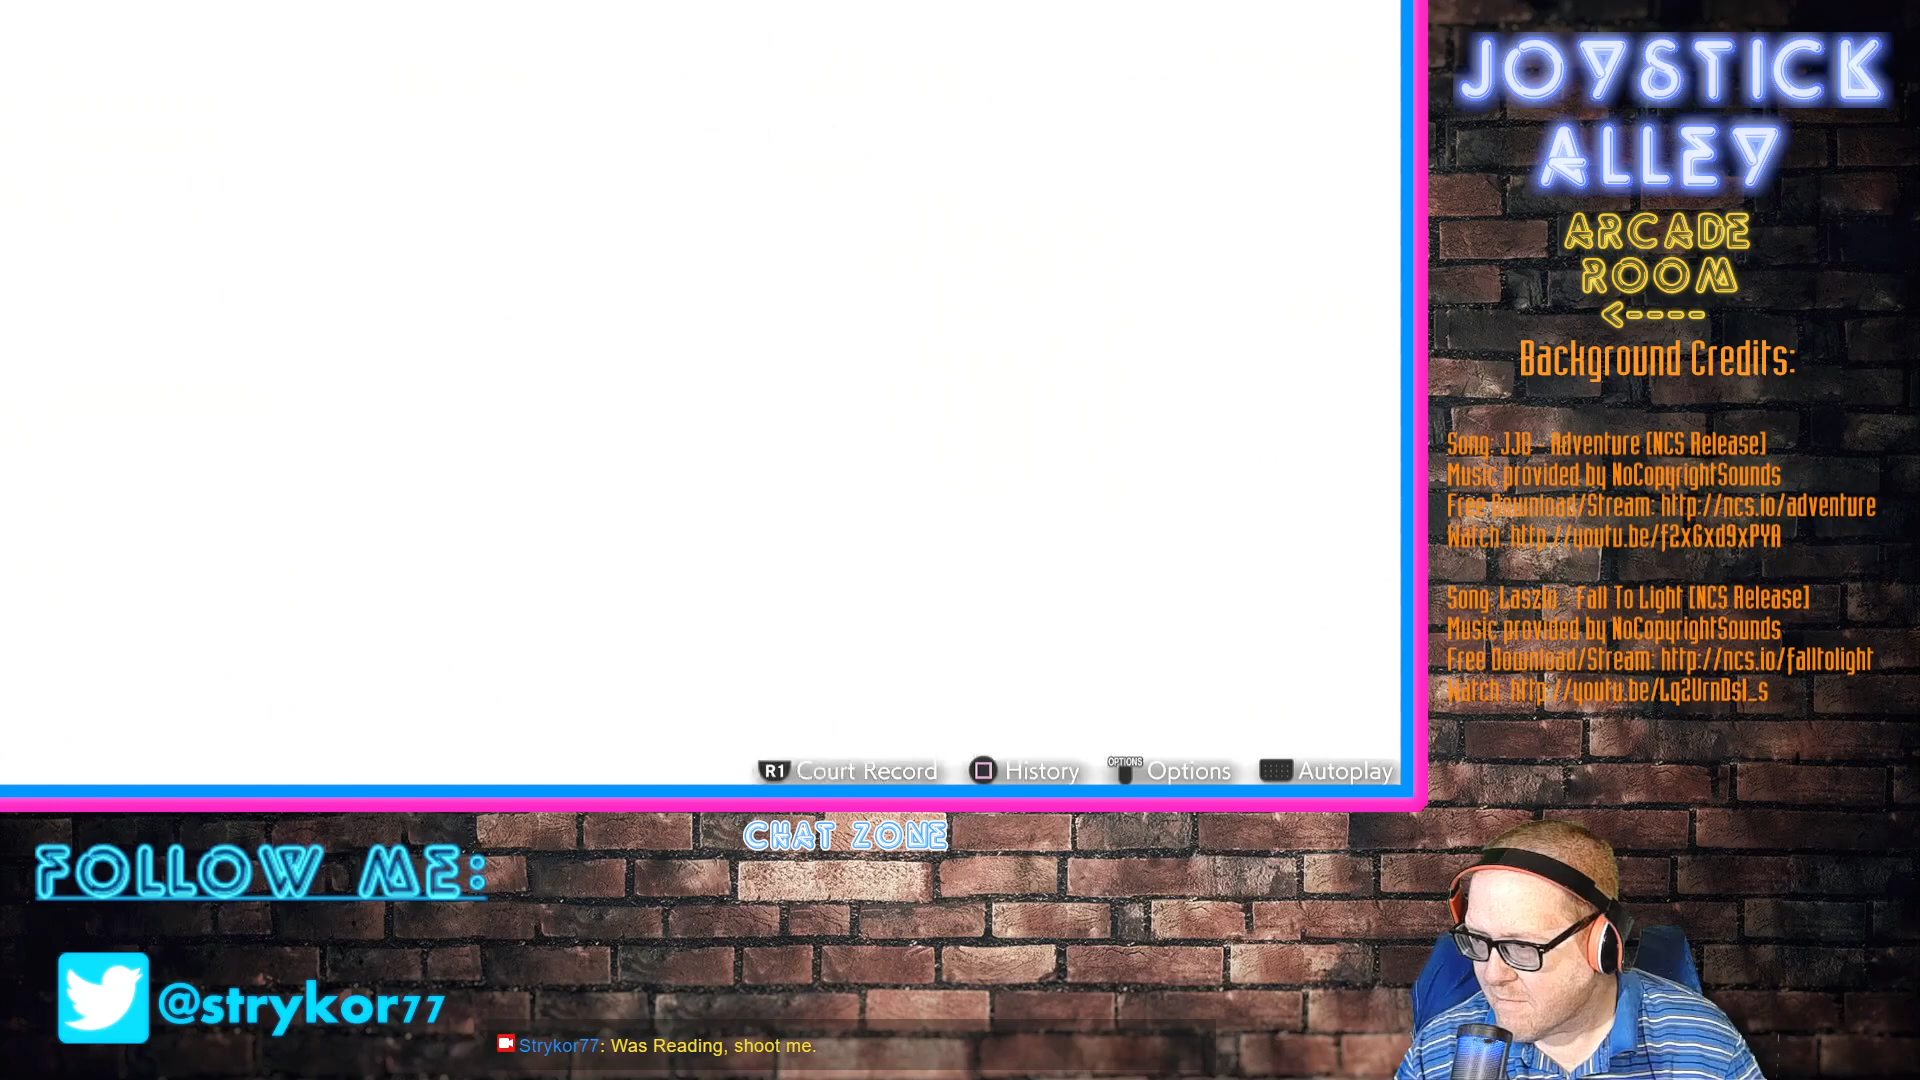 JOYSTICK
ALLEY
ARCADE
ROOM
<----
Background Credits:
Song: JJD - Adventure [NCS Release]
Music provided by NoCopyrightSounds
Free Download/Stream: http://ncs.io/adventure
Watch: http://youtu.be/f2xGxd9xPYA
Song: Laszlo - Fall To Light [NCS Release]
Music provided by NoCopyrightSounds
Free Download/Stream: http://ncs.io/falltolight
Watch: http://youtu.be/Lq2UrnDsl_s
R1 Court Record
History
OPTIONS Options
Autoplay
CHAT ZONE
FOLLOW ME:
@strykor77
Strykor77: Was Reading, shoot me.